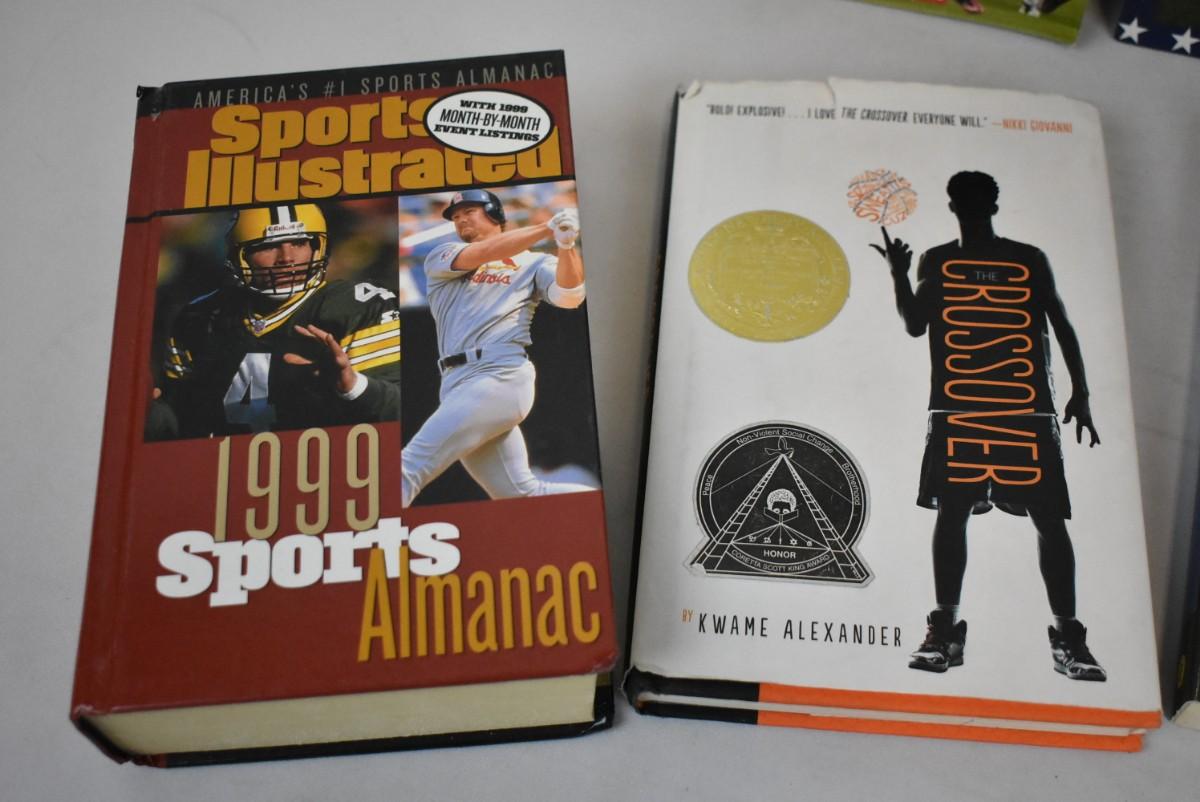 AMERICA'S #1 SPORTS ALMANAC
Sports
Illustrated
WITH 1999
MONTH-BY-MONTH
EVENT LISTINGS
4
4
1999
Sports
Almanac
"BOLD! EXPLOSIVE! . . . I LOVE THE CROSSOVER. EVERYONE WILL." —NIKKI GIOVANNI
THE
CROSSOVER
Non-Violent Social Change
Peace
Brotherhood
HONOR
CORETTA SCOTT KING AWARD
BY KWAME ALEXANDER